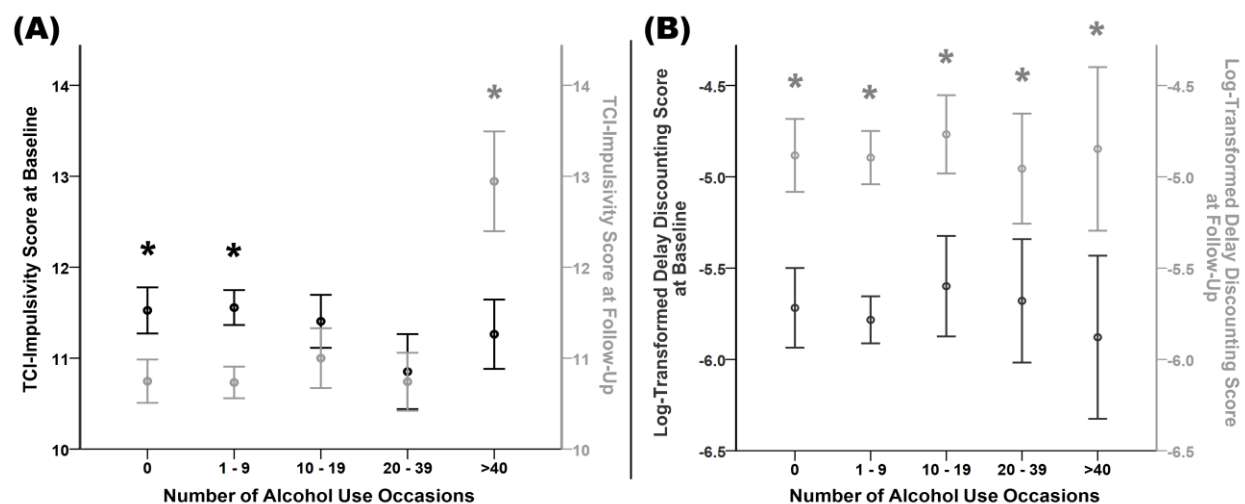 (A)
TCI-Impulsivity Score at Baseline
14
13
12
11
10
* * *
14
13
12
11
10
TCI-Impulsivity Score at Follow-Up
0 1 - 9 10 - 19 20 - 39 >40
Number of Alcohol Use Occasions
(B)
Log-Transformed Delay Discounting Score
at Baseline
-4.5
-5.0
-5.5
-6.0
-6.5
* * * * *
-4.5
-5.0
-5.5
-6.0
-6.5
Log-Transformed Delay Discounting Score
at Follow-Up
0 1 - 9 10 - 19 20 - 39 >40
Number of Alcohol Use Occasions